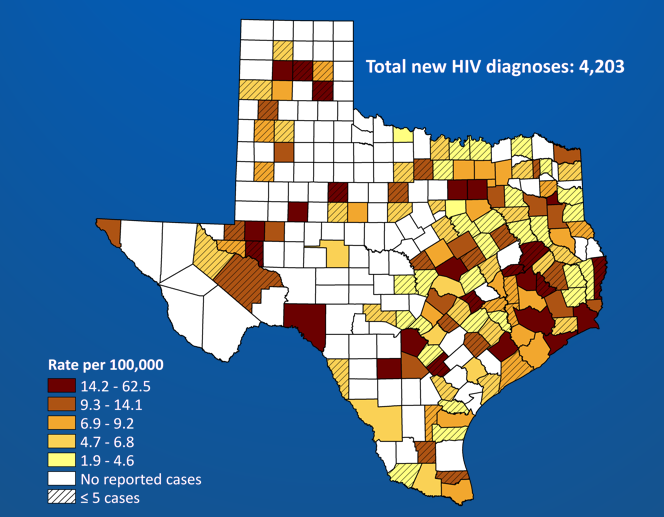 Total new HIV diagnoses: 4,203
Rate per 100,000
14.2 - 62.5
9.3 - 14.1
6.9 - 9.2
4.7 - 6.8
1.9 - 4.6
No reported cases
≤ 5 cases